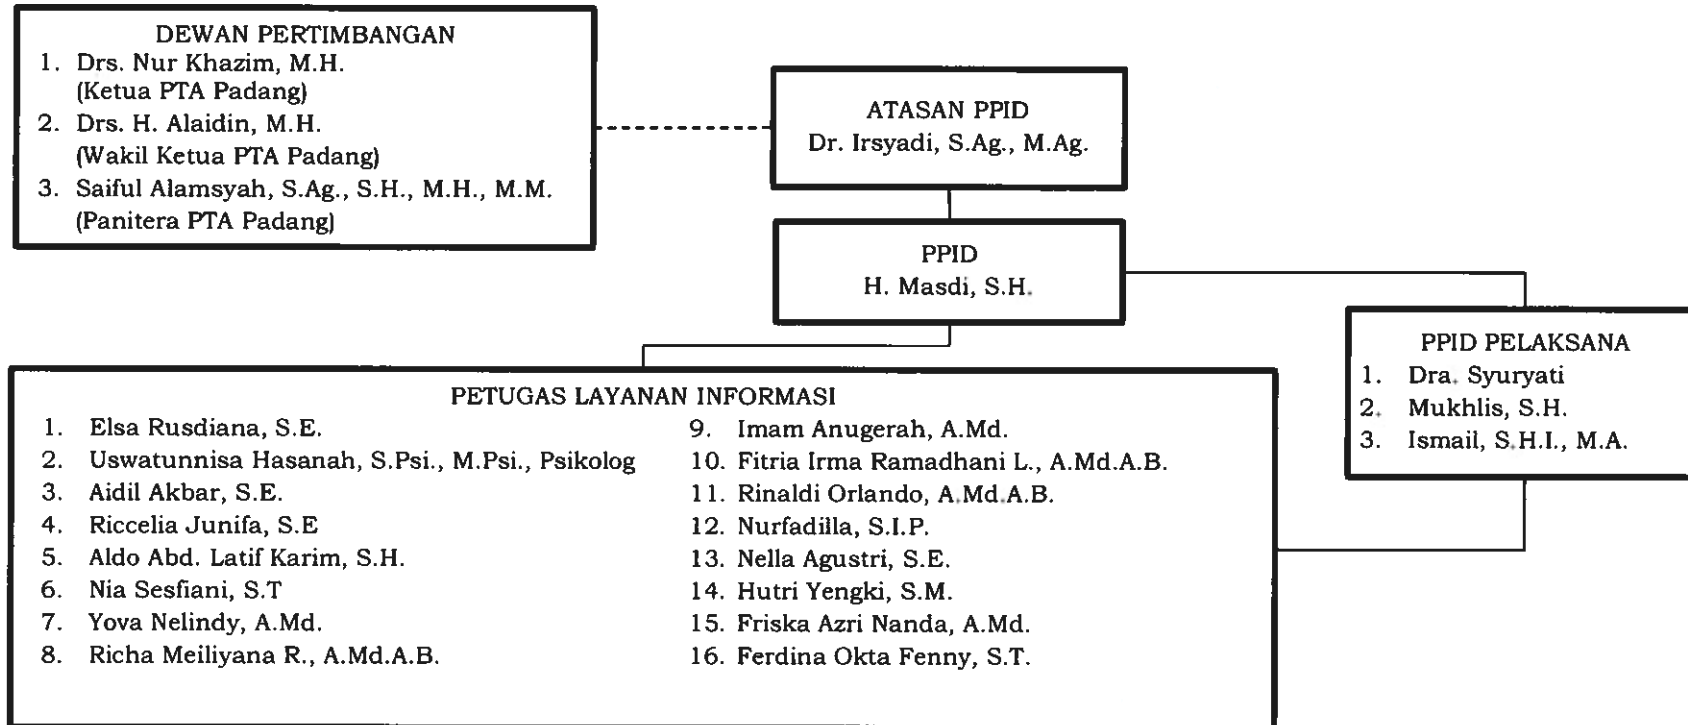 DEWAN PERTIMBANGAN
1. Drs. Nur Khazim, M.H.
(Ketua PTA Padang)
2. Drs. H. Alaidin, M.H.
(Wakil Ketua PTA Padang)
3. Saiful Alamsyah, S.Ag., S.H., M.H., M.M.
(Panitera PTA Padang)
ATASAN PPID
Dr. Irsyadi, S.Ag., M.Ag.
PPID
H. Masdi, S.H.
PPID PELAKSANA
1. Dra. Syuryati
2. Mukhlis, S.H.
3. Ismail, S.H.I., M.A.
PETUGAS LAYANAN INFORMASI
1. Elsa Rusdiana, S.E.
2. Uswatunnisa Hasanah, S.Psi., M.Psi., Psikolog
3. Aidil Akbar, S.E.
4. Riccelia Junifa, S.E
5. Aldo Abd. Latif Karim, S.H.
6. Nia Sesfiani, S.T
7. Yova Nelindy, A.Md.
8. Richa Meiliyana R., A.Md.A.B.
9. Imam Anugerah, A.Md.
10. Fitria Irma Ramadhani L., A.Md.A.B.
11. Rinaldi Orlando, A.Md.A.B.
12. Nurfadilla, S.I.P.
13. Nella Agustri, S.E.
14. Hutri Yengki, S.M.
15. Friska Azri Nanda, A.Md.
16. Ferdina Okta Fenny, S.T.